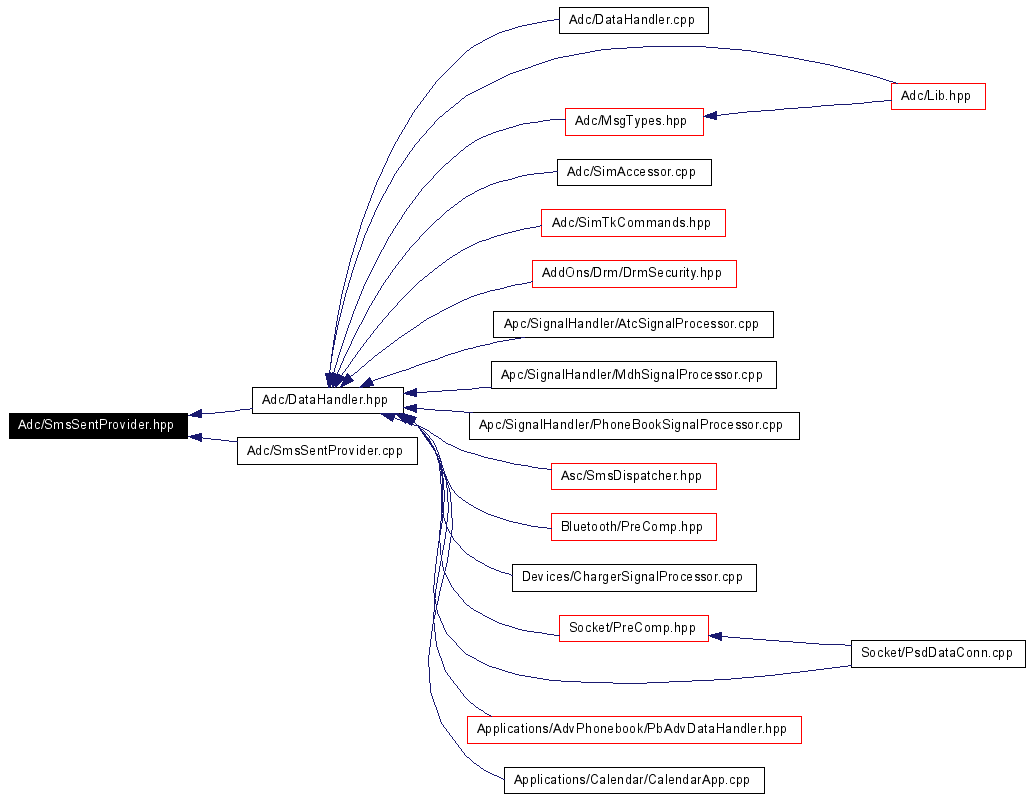 Adc/DataHandler.cpp
Adc/Lib.hpp
Adc/MsgTypes.hpp
Adc/SimAccessor.cpp
Adc/SimTkCommands.hpp
AddOns/Drm/DrmSecurity.hpp
Apc/SignalHandler/AtcSignalProcessor.cpp
Apc/SignalHandler/MdhSignalProcessor.cpp
Adc/DataHandler.hpp
Apc/SignalHandler/PhoneBookSignalProcessor.cpp
Adc/SmsSentProvider.hpp
Adc/SmsSentProvider.cpp
Asc/SmsDispatcher.hpp
Bluetooth/PreComp.hpp
Devices/ChargerSignalProcessor.cpp
Socket/PreComp.hpp
Socket/PsdDataConn.cpp
Applications/AdvPhonebook/PbAdvDataHandler.hpp
Applications/Calendar/CalendarApp.cpp